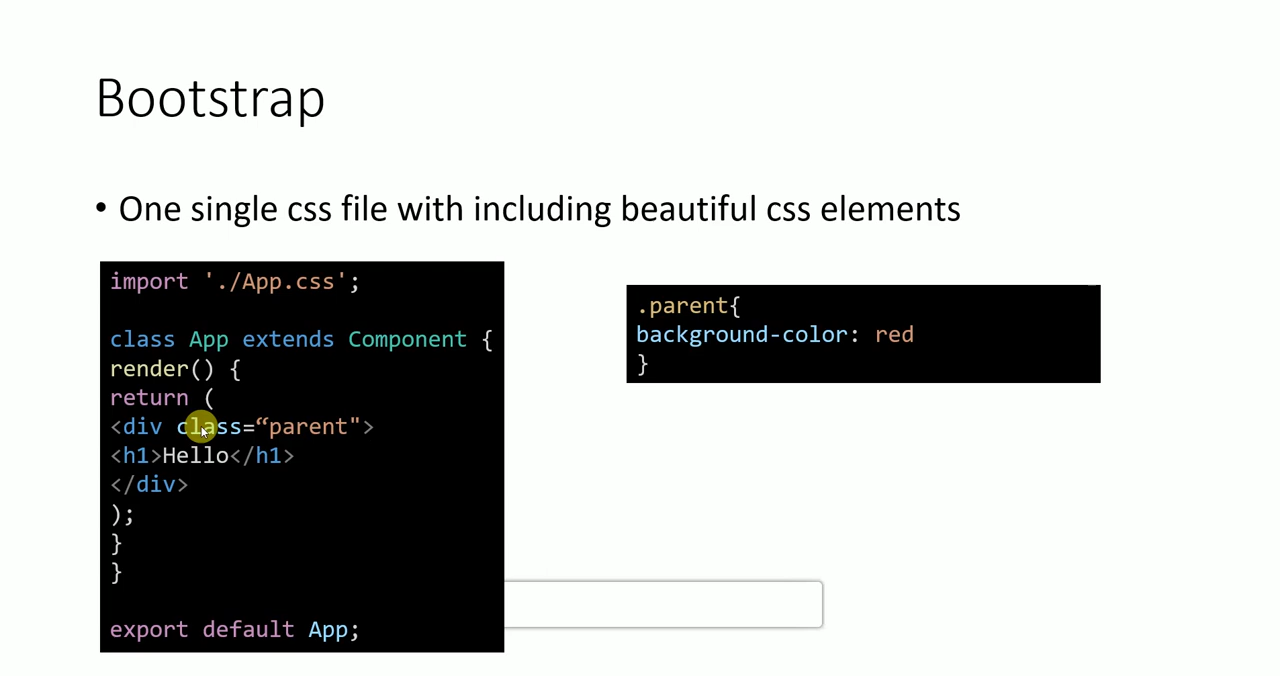 Bootstrap
• One single css file with including beautiful css elements
import './App.css';
class App extends Component {
render() {
return (
<div class=“parent">
<h1>Hello</h1>
</div>
);
}
}
export default App;
.parent{
background-color: red
}